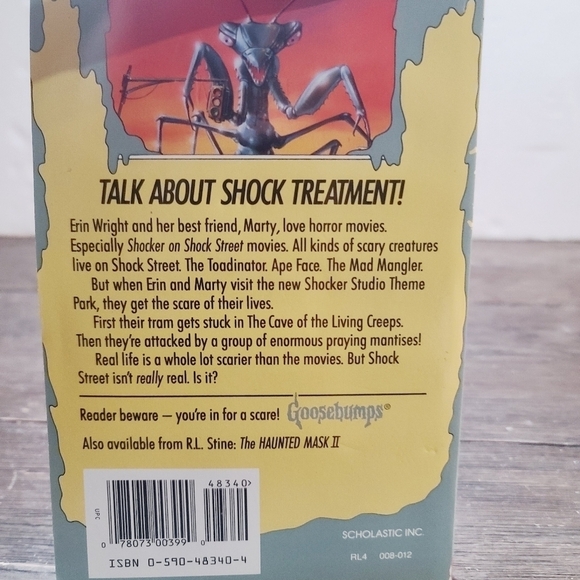 TALK ABOUT SHOCK TREATMENT!
Erin Wright and her best friend, Marty, love horror movies.
Especially Shocker on Shock Street movies. All kinds of scary creatures
live on Shock Street. The Toadinator. Ape Face. The Mad Mangler.
But when Erin and Marty visit the new Shocker Studio Theme
Park, they get the scare of their lives.
First their tram gets stuck in The Cave of the Living Creeps.
Then they're attacked by a group of enormous praying mantises!
Real life is a whole lot scarier than the movies. But Shock
Street isn't really real. Is it?
Reader beware — you're in for a scare! Goosebumps®
Also available from R.L. Stine: The HAUNTED MASK II
48340>
UPC
0 78073 00399 0
ISBN 0-590-48340-4
SCHOLASTIC INC.
RL4 008-012